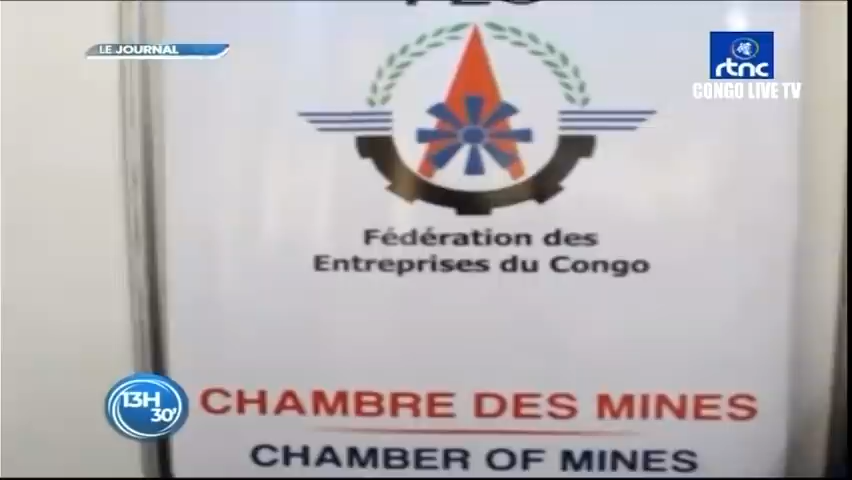 LE JOURNAL
rtnc
CONGO LIVE TV
Fédération des
Entreprises du Congo
13H
30'
CHAMBRE DES MINES
CHAMBER OF MINES